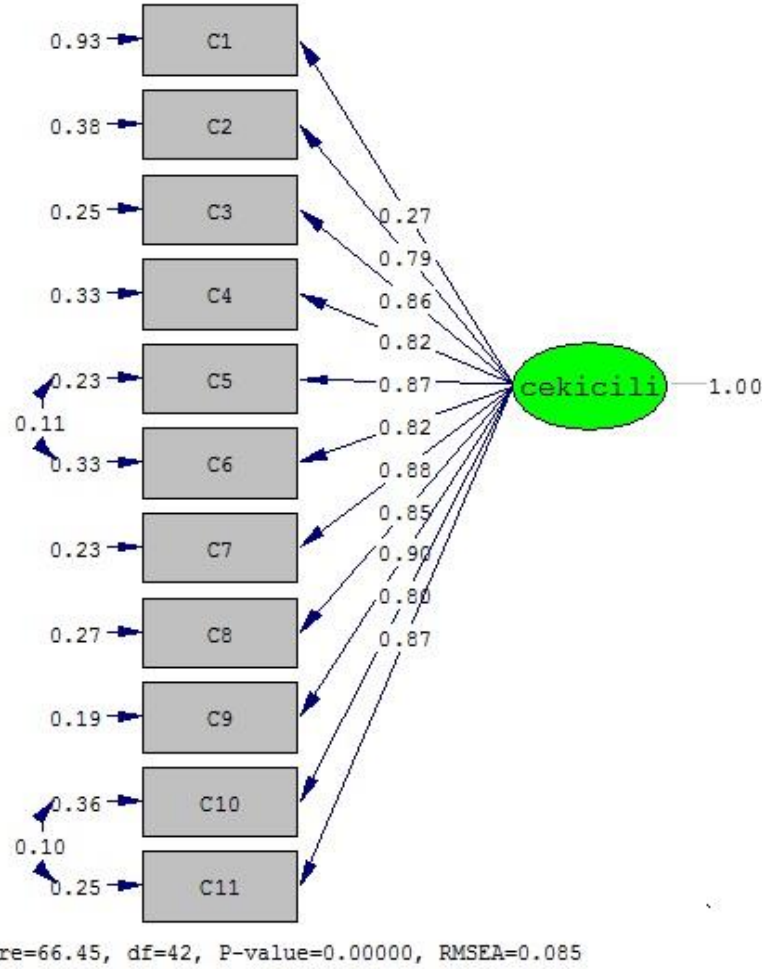 0.93 C1
0.38 C2
0.25 C3
0.27
0.79
0.33 C4
0.86
0.82
0.23 C5
0.87
cekicili 1.00
0.11
0.82
0.33 C6
0.88
0.85
0.23 C7
0.90
0.80
0.27 C8
0.87
0.19 C9
0.36 C10
0.10
0.25 C11
re=66.45, df=42, P-value=0.00000, RMSEA=0.085